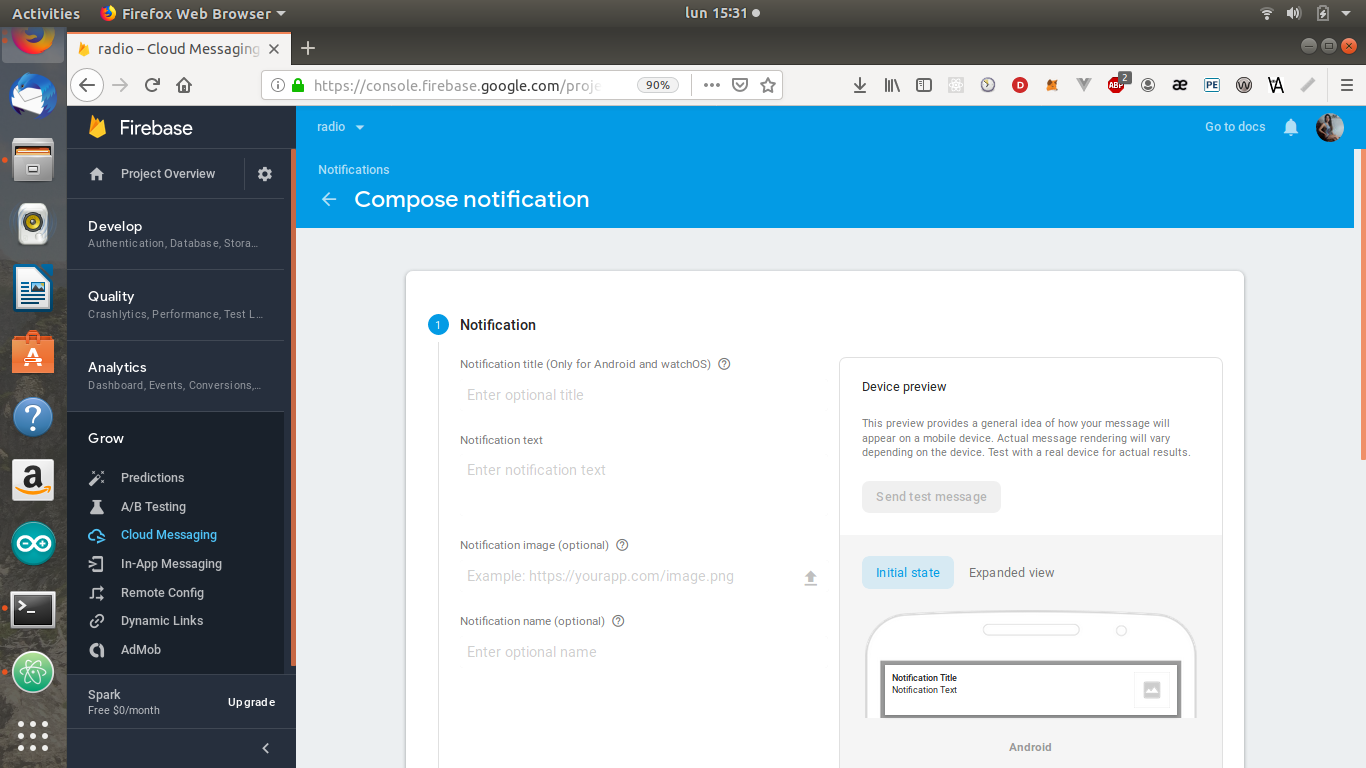 Activities
Firefox Web Browser
lun 15:31
radio – Cloud Messaging
https://console.firebase.google.com/proje
90%
D
ABP
2
æ
PE
W
Firebase
Project Overview
Develop
Authentication, Database, Stora…
Quality
Crashlytics, Performance, Test L…
Analytics
Dashboard, Events, Conversions,…
Grow
Predictions
A/B Testing
Cloud Messaging
In-App Messaging
Remote Config
Dynamic Links
AdMob
Spark
Free $0/month
Upgrade
radio
Go to docs
Notifications
Compose notification
1
Notification
Notification title (Only for Android and watchOS)
Enter optional title
Notification text
Enter notification text
Notification image (optional)
Example: https://yourapp.com/image.png
Notification name (optional)
Enter optional name
Device preview
This preview provides a general idea of how your message will
appear on a mobile device. Actual message rendering will vary
depending on the device. Test with a real device for actual results.
Send test message
Initial state
Expanded view
Notification Title
Notification Text
Android